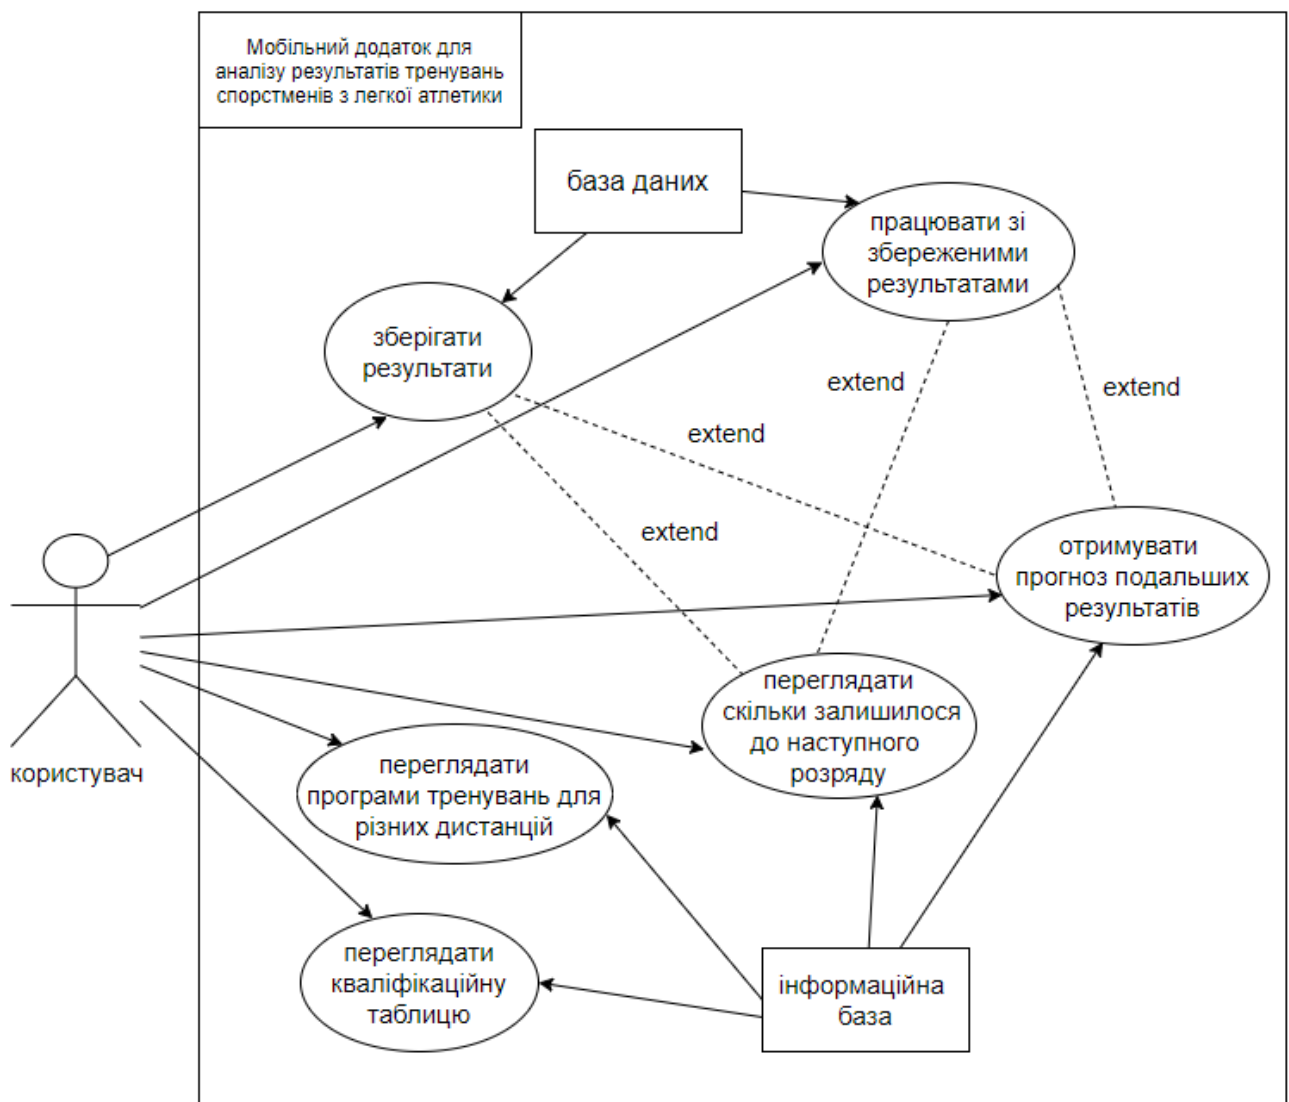 Мобільний додаток для
аналізу результатів тренувань
спорстменів з легкої атлетики
база даних
працювати зі
збереженими
результатами
зберігати
результати
extend
extend
extend
extend
отримувати
прогноз подальших
результатів
переглядати
скільки залишилося
до наступного
розряду
користувач
переглядати
програми тренувань для
різних дистанцій
переглядати
кваліфікаційну
таблицю
інформаційна
база